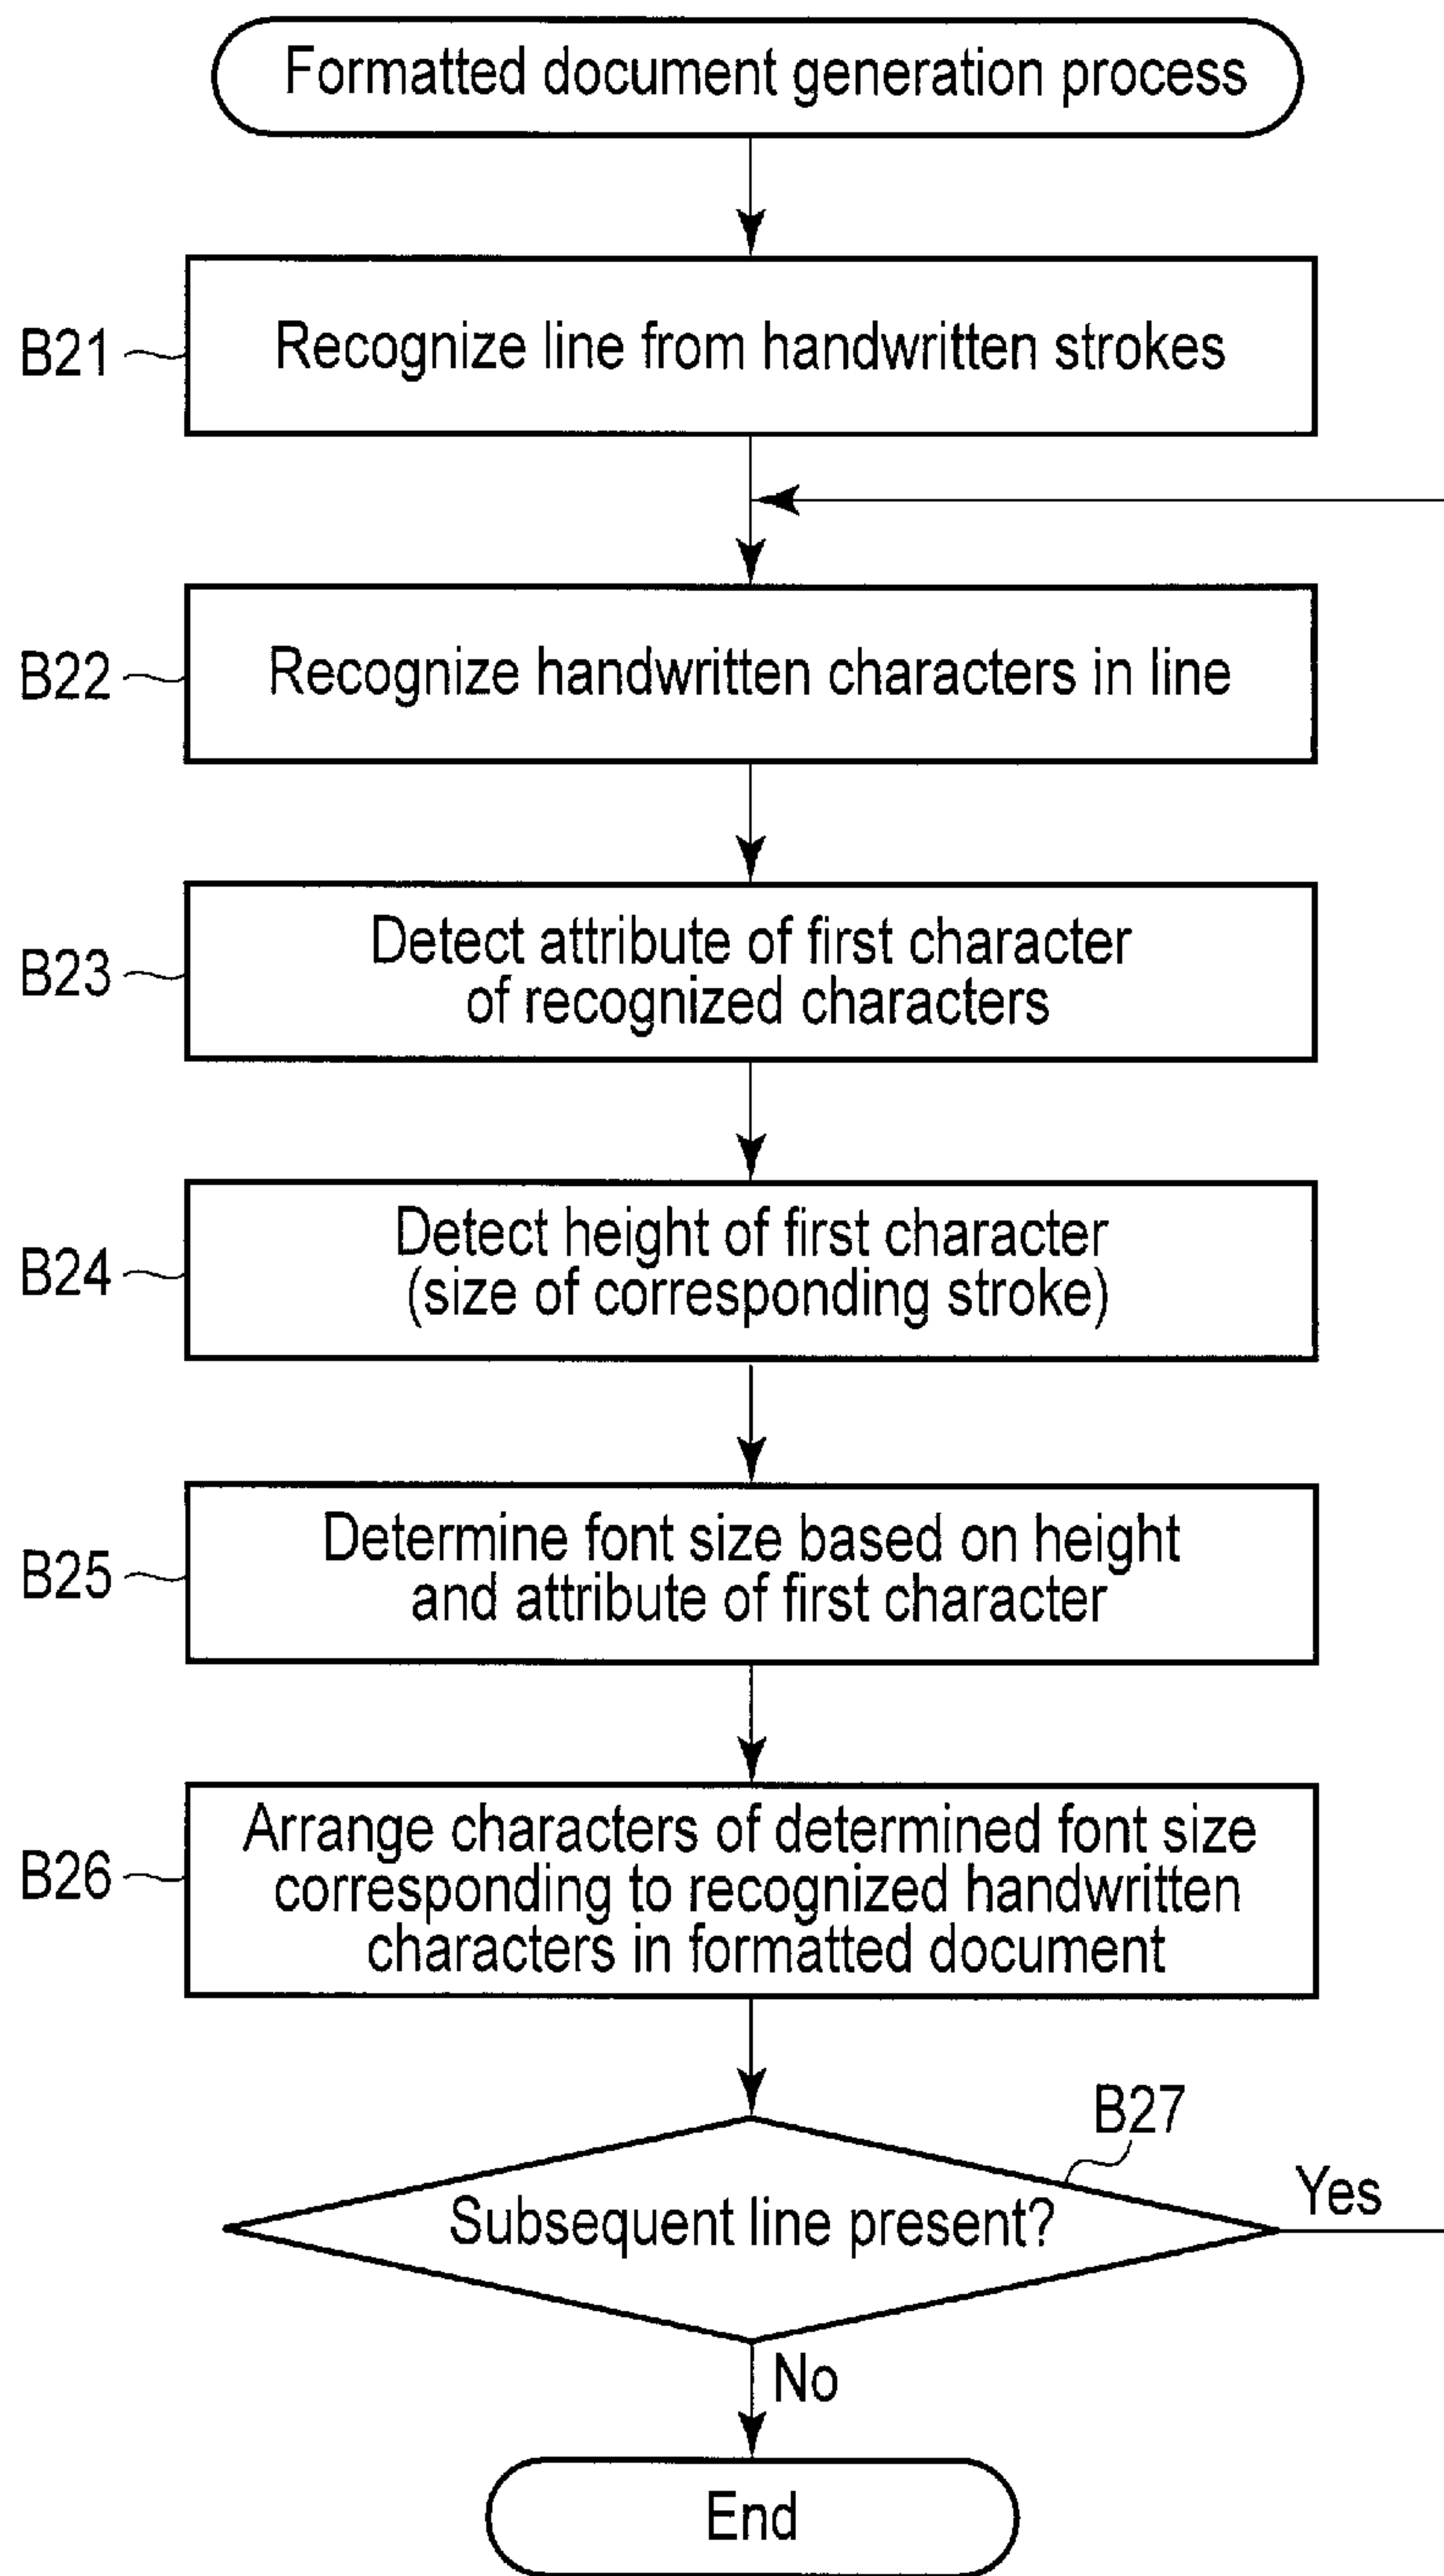 Formatted document generation process
B21
Recognize line from handwritten strokes
B22
Recognize handwritten characters in line
B23
Detect attribute of first character
of recognized characters
B24
Detect height of first character
(size of corresponding stroke)
B25
Determine font size based on height
and attribute of first character
B26
Arrange characters of determined font size
corresponding to recognized handwritten
characters in formatted document
B27
Subsequent line present?
Yes
No
End